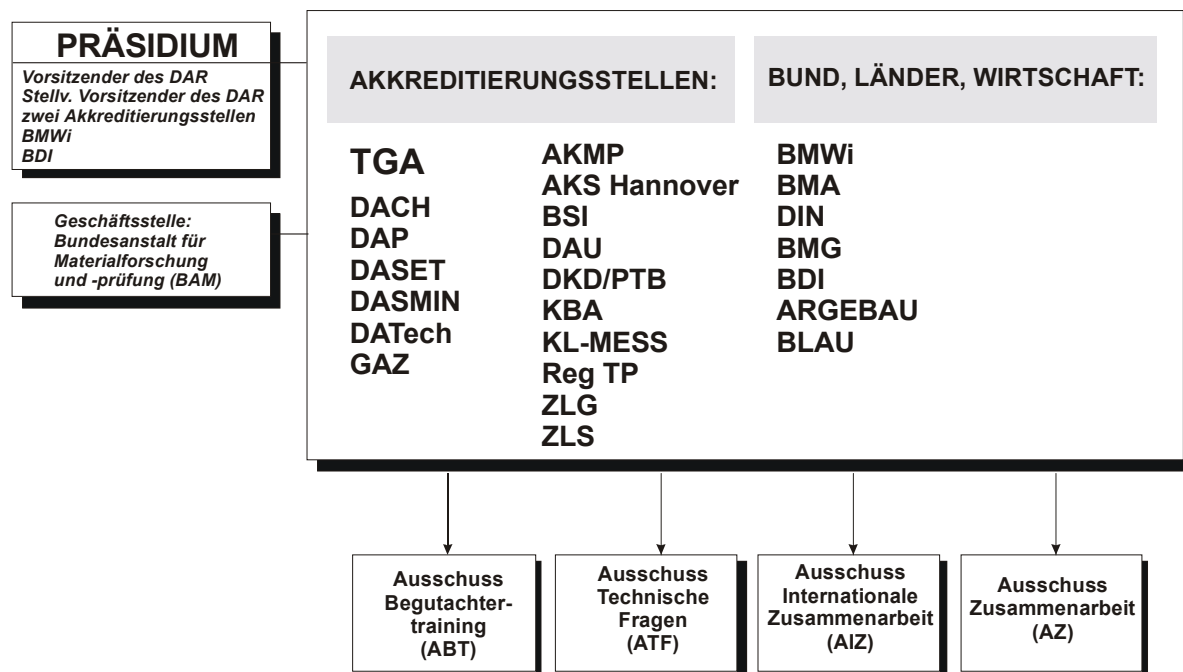 PRÄSIDIUM
Vorsitzender des DAR
Stellv. Vorsitzender des DAR
zwei Akkreditierungsstellen
BMWi
BDI
Geschäftsstelle:
Bundesanstalt für
Materialforschung
und -prüfung (BAM)
AKKREDITIERUNGSSTELLEN:
TGA
DACH
DAP
DASET
DASMIN
DATech
GAZ
AKMP
AKS Hannover
BSI
DAU
DKD/PTB
KBA
KL-MESS
Reg TP
ZLG
ZLS
BUND, LÄNDER, WIRTSCHAFT:
BMWi
BMA
DIN
BMG
BDI
ARGEBAU
BLAU
Ausschuss
Begutachter-
training
(ABT)
Ausschuss
Technische
Fragen
(ATF)
Ausschuss
Internationale
Zusammenarbeit
(AIZ)
Ausschuss
Zusammenarbeit
(AZ)